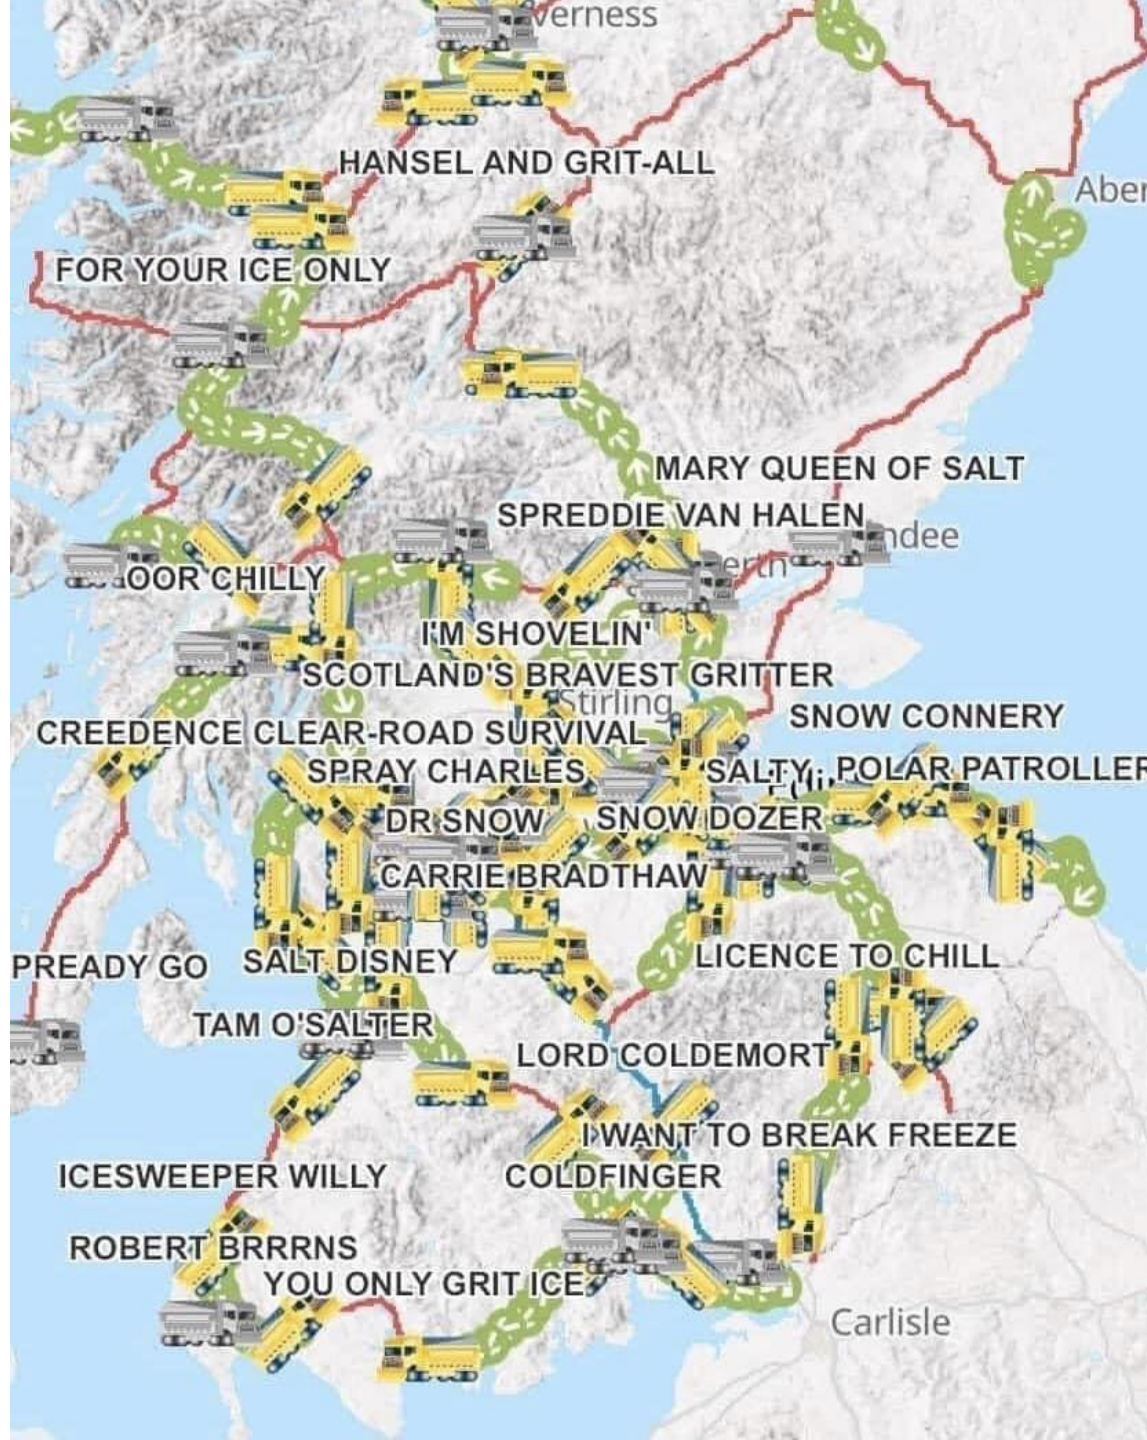 verness
HANSEL AND GRIT-ALL
Aber
FOR YOUR ICE ONLY
MARY QUEEN OF SALT
SPREDDIE VAN HALEN
ndee
erth
OOR CHILLY
I'M SHOVELIN'
SCOTLAND'S BRAVEST GRITTER
Stirling
SNOW CONNERY
CREEDENCE CLEAR-ROAD SURVIVAL
SPRAY CHARLES
SALTY
POLAR PATROLLER
DR SNOW
SNOW DOZER
CARRIE BRADTHAW
LICENCE TO CHILL
PREADY GO
SALT DISNEY
TAM O'SALTER
LORD COLDEMORT
I WANT TO BREAK FREEZE
ICESWEEPER WILLY
COLDFINGER
ROBERT BRRRNS
YOU ONLY GRIT ICE
Carlisle